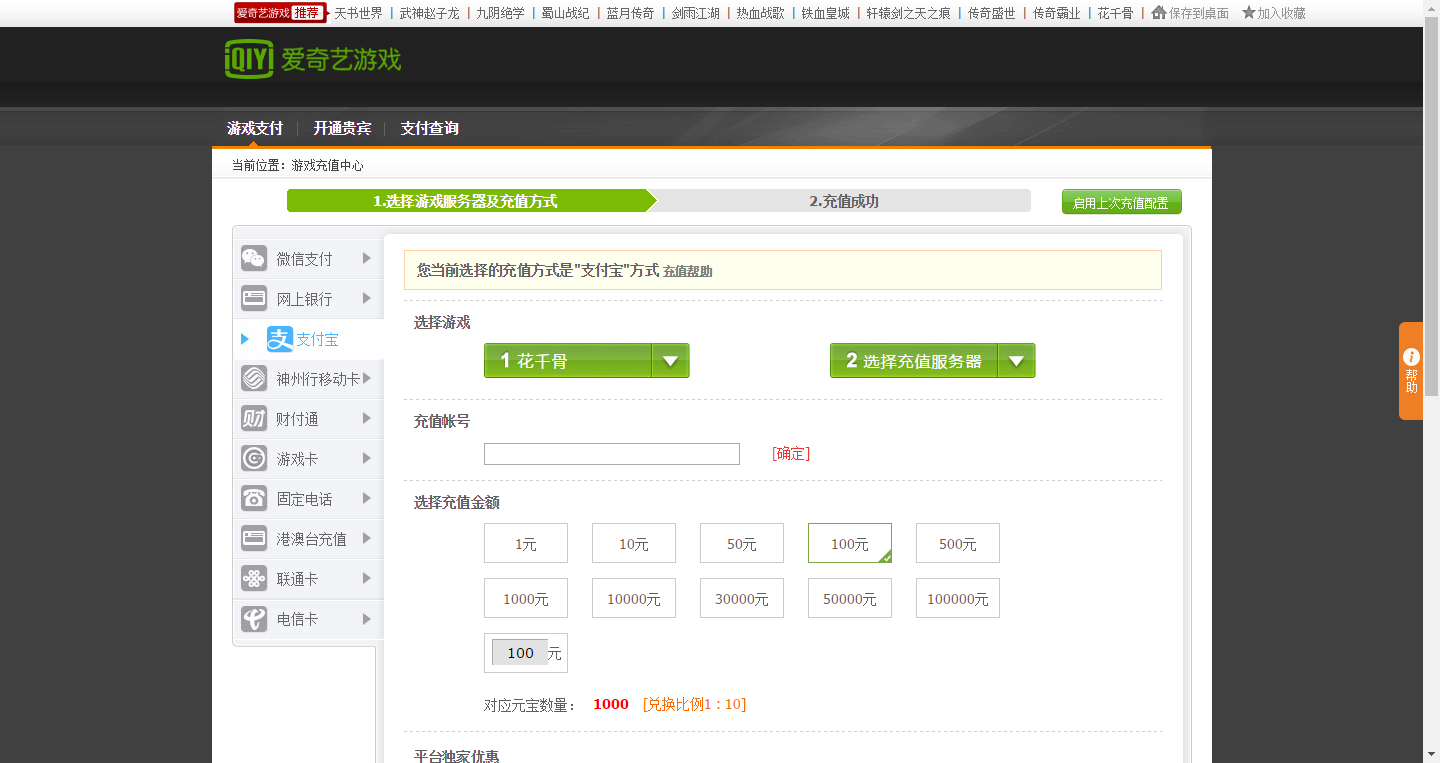 爱奇艺游戏 推荐 天书世界 | 武神赵子龙 | 九阴绝学 | 蜀山战纪 | 蓝月传奇 | 剑雨江湖 | 热血战歌 | 铁血皇城 | 轩辕剑之天之痕 | 传奇盛世 | 传奇霸业 | 花千骨 | 保存到桌面 加入收藏
iQIYI 爱奇艺游戏
游戏支付 开通贵宾 支付查询
当前位置：游戏充值中心
1.选择游戏服务器及充值方式 2.充值成功 启用上次充值配置
微信支付
网上银行
支付宝
神州行移动卡
财付通
游戏卡
固定电话
港澳台充值
联通卡
电信卡
您当前选择的充值方式是"支付宝"方式 充值帮助
选择游戏
1 花千骨 2 选择充值服务器
充值帐号
[确定]
选择充值金额
1元 10元 50元 100元 500元
1000元 10000元 30000元 50000元 100000元
100 元
对应元宝数量： 1000 [兑换比例1：10]
平台独家优惠
帮助